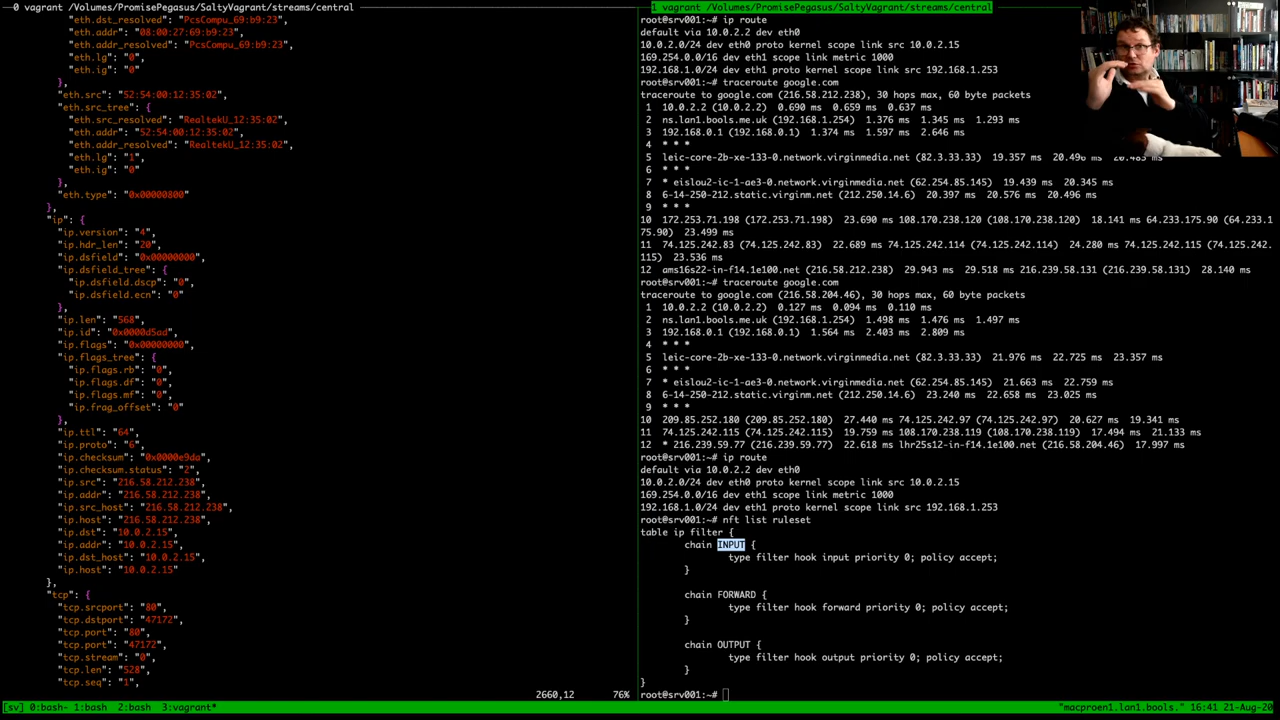 0 vagrant /Volumes/PromisePegasus/SaltyVagrant/streams/central
"eth.dst_resolved": "PcsCompu_69:b9:23",
"eth.addr": "08:00:27:69:b9:23",
"eth.addr_resolved": "PcsCompu_69:b9:23",
"eth.lg": "0",
"eth.ig": "0"
},
"eth.src": "52:54:00:12:35:02",
"eth.src_tree": {
"eth.src_resolved": "RealtekU_12:35:02",
"eth.addr": "52:54:00:12:35:02",
"eth.addr_resolved": "RealtekU_12:35:02",
"eth.lg": "1",
"eth.ig": "0"
},
"eth.type": "0x00000800"
},
"ip": {
"ip.version": "4",
"ip.hdr_len": "20",
"ip.dsfield": "0x00000000",
"ip.dsfield_tree": {
"ip.dsfield.dscp": "0",
"ip.dsfield.ecn": "0"
},
"ip.len": "568",
"ip.id": "0x0000d5ad",
"ip.flags": "0x00000000",
"ip.flags_tree": {
"ip.flags.rb": "0",
"ip.flags.df": "0",
"ip.flags.mf": "0",
"ip.frag_offset": "0"
},
"ip.ttl": "64",
"ip.proto": "6",
"ip.checksum": "0x0000e9da",
"ip.checksum.status": "2",
"ip.src": "216.58.212.238",
"ip.addr": "216.58.212.238",
"ip.src_host": "216.58.212.238",
"ip.host": "216.58.212.238",
"ip.dst": "10.0.2.15",
"ip.addr": "10.0.2.15",
"ip.dst_host": "10.0.2.15",
"ip.host": "10.0.2.15"
},
"tcp": {
"tcp.srcport": "80",
"tcp.dstport": "47172",
"tcp.port": "80",
"tcp.port": "47172",
"tcp.stream": "0",
"tcp.len": "528",
"tcp.seq": "1",
2660,12 76%
1 vagrant /Volumes/PromisePegasus/SaltyVagrant/streams/central
root@srv001:~# ip route
default via 10.0.2.2 dev eth0
10.0.2.0/24 dev eth0 proto kernel scope link src 10.0.2.15
169.254.0.0/16 dev eth1 scope link metric 1000
192.168.1.0/24 dev eth1 proto kernel scope link src 192.168.1.253
root@srv001:~# traceroute google.com
traceroute to google.com (216.58.212.238), 30 hops max, 60 byte packets
1 10.0.2.2 (10.0.2.2) 0.690 ms 0.659 ms 0.637 ms
2 ns.lan1.bools.me.uk (192.168.1.254) 1.376 ms 1.345 ms 1.293 ms
3 192.168.0.1 (192.168.0.1) 1.374 ms 1.597 ms 2.646 ms
4 * * *
5 leic-core-2b-xe-133-0.network.virginmedia.net (82.3.33.33) 19.357 ms 20.496 ms 20.485 ms
6 * * *
7 * eislou2-ic-1-ae3-0.network.virginmedia.net (62.254.85.145) 19.439 ms 20.345 ms
8 6-14-250-212.static.virginm.net (212.250.14.6) 20.397 ms 20.576 ms 20.496 ms
9 * * *
10 172.253.71.198 (172.253.71.198) 23.690 ms 108.170.238.120 (108.170.238.120) 18.141 ms 64.233.175.90 (64.233.1
75.90) 23.499 ms
11 74.125.242.83 (74.125.242.83) 22.689 ms 74.125.242.114 (74.125.242.114) 24.280 ms 74.125.242.115 (74.125.242.
115) 23.536 ms
12 ams16s22-in-f14.1e100.net (216.58.212.238) 29.943 ms 29.518 ms 216.239.58.131 (216.239.58.131) 28.140 ms
root@srv001:~# traceroute google.com
traceroute to google.com (216.58.204.46), 30 hops max, 60 byte packets
1 10.0.2.2 (10.0.2.2) 0.127 ms 0.094 ms 0.110 ms
2 ns.lan1.bools.me.uk (192.168.1.254) 1.498 ms 1.476 ms 1.497 ms
3 192.168.0.1 (192.168.0.1) 1.564 ms 2.403 ms 2.809 ms
4 * * *
5 leic-core-2b-xe-133-0.network.virginmedia.net (82.3.33.33) 21.976 ms 22.725 ms 23.357 ms
6 * * *
7 * eislou2-ic-1-ae3-0.network.virginmedia.net (62.254.85.145) 21.663 ms 22.759 ms
8 6-14-250-212.static.virginm.net (212.250.14.6) 23.240 ms 22.658 ms 23.025 ms
9 * * *
10 209.85.252.180 (209.85.252.180) 27.440 ms 74.125.242.97 (74.125.242.97) 20.627 ms 19.341 ms
11 74.125.242.115 (74.125.242.115) 19.759 ms 108.170.238.119 (108.170.238.119) 17.494 ms 21.133 ms
12 * 216.239.59.77 (216.239.59.77) 22.618 ms lhr25s12-in-f14.1e100.net (216.58.204.46) 17.997 ms
root@srv001:~# ip route
default via 10.0.2.2 dev eth0
10.0.2.0/24 dev eth0 proto kernel scope link src 10.0.2.15
169.254.0.0/16 dev eth1 scope link metric 1000
192.168.1.0/24 dev eth1 proto kernel scope link src 192.168.1.253
root@srv001:~# nft list ruleset
table ip filter {
chain INPUT {
type filter hook input priority 0; policy accept;
}
chain FORWARD {
type filter hook forward priority 0; policy accept;
}
chain OUTPUT {
type filter hook output priority 0; policy accept;
}
}
root@srv001:~#
[sv] 0:bash- 1:bash 2:bash 3:vagrant* "macproen1.lan1.bools." 16:41 21-Aug-20